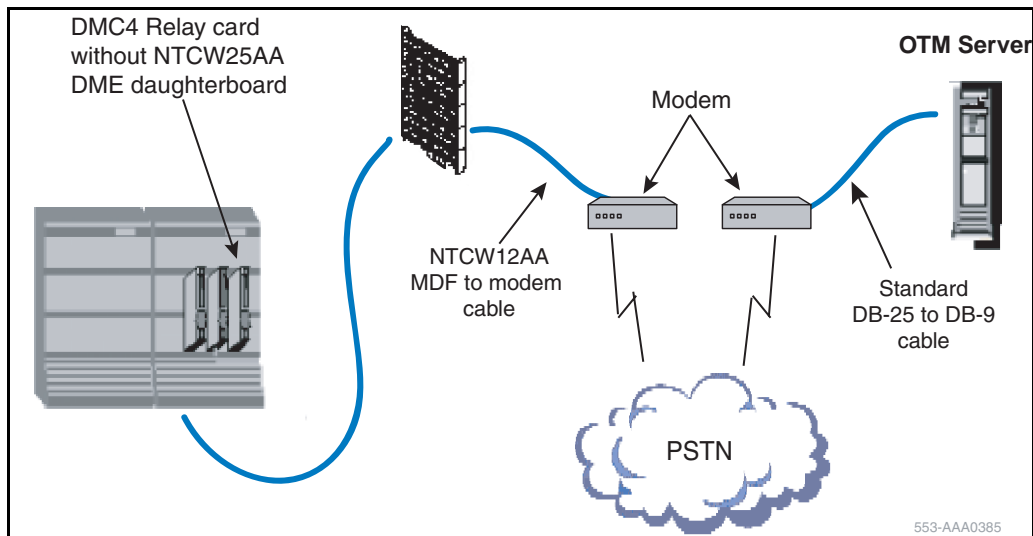 DMC4 Relay card
without NTCW25AA
DME daughterboard
OTM Server
Modem
NTCW12AA
MDF to modem
cable
Standard
DB-25 to DB-9
cable
PSTN
553-AAA0385